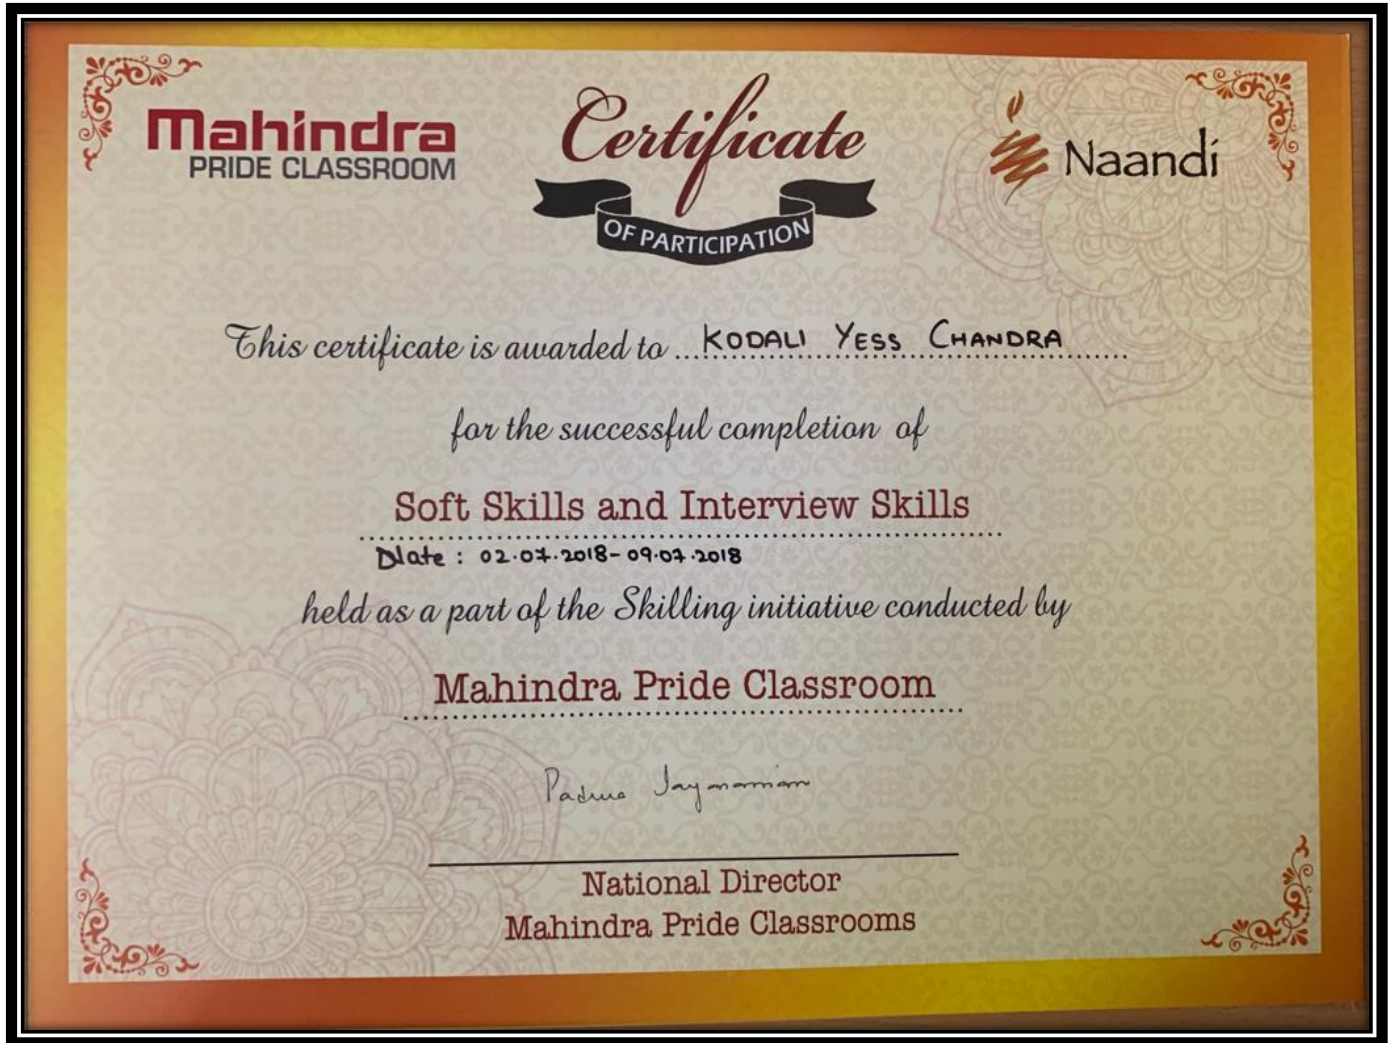 Mahindra
PRIDE CLASSROOM
Certificate
OF PARTICIPATION
Naandi
This certificate is awarded to ... KODALI YESS CHANDRA ......
for the successful completion of
Soft Skills and Interview Skills
Date : 02.07.2018 - 09.07.2018
held as a part of the Skilling initiative conducted by
Mahindra Pride Classroom
National Director
Mahindra Pride Classrooms